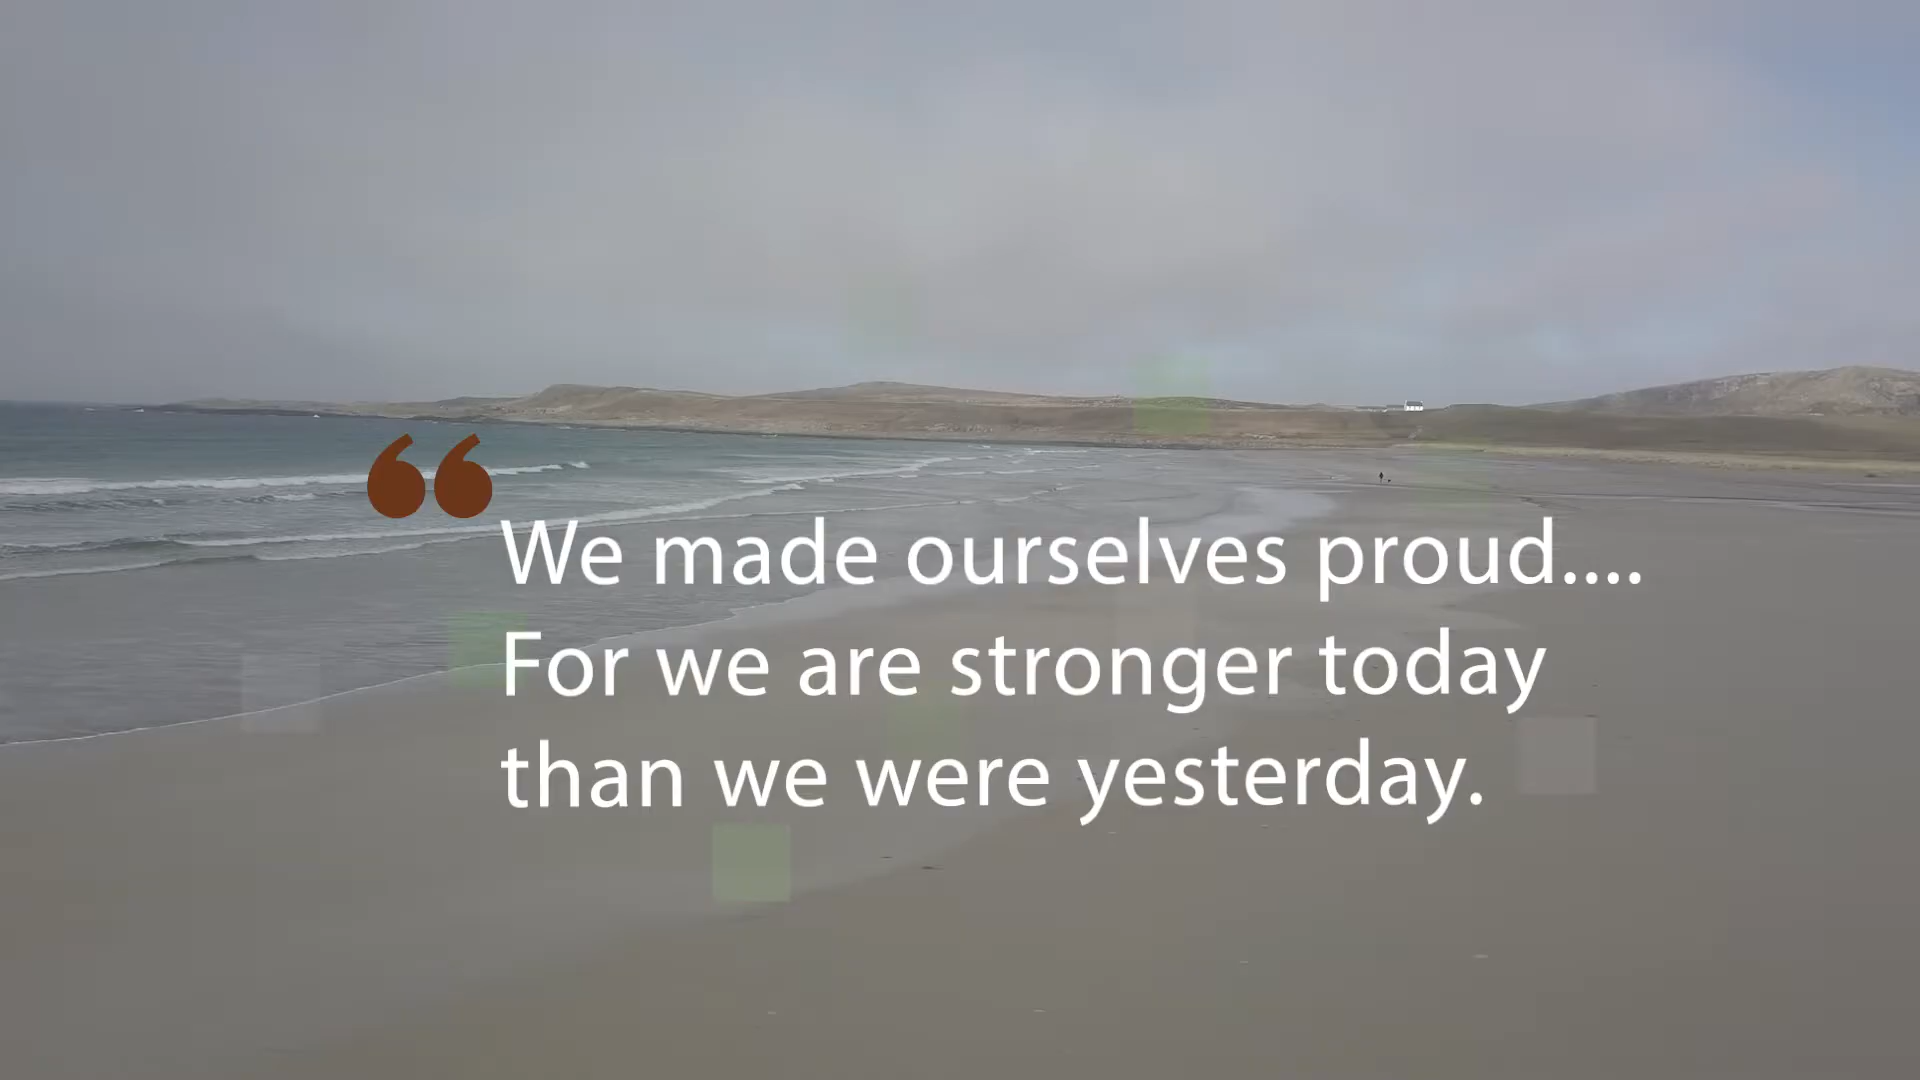 “
We made ourselves proud....
For we are stronger today
than we were yesterday.